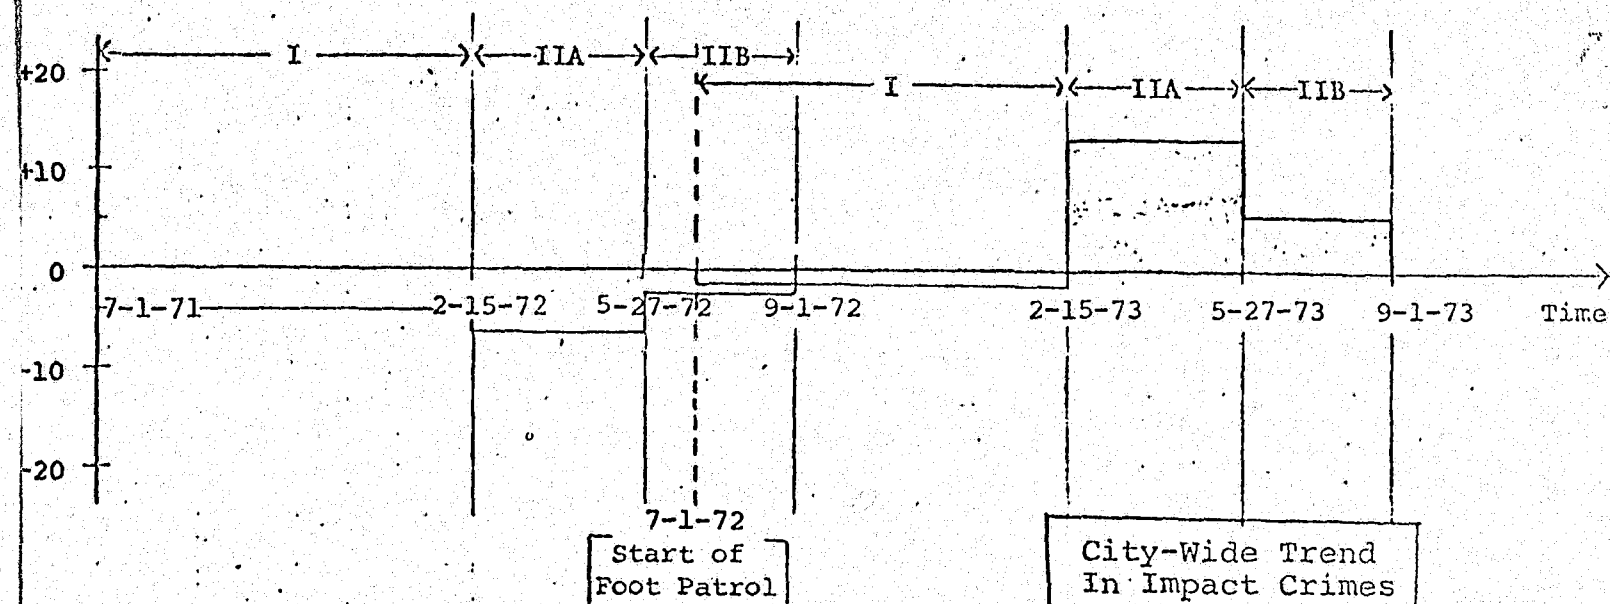 I IIA IIB
+20
I IIA IIB
+10
0
7-1-71 2-15-72 5-27-72 9-1-72 2-15-73 5-27-73 9-1-73 Time
-10
-20
7-1-72
Start of
Foot Patrol
City-Wide Trend
In Impact Crimes